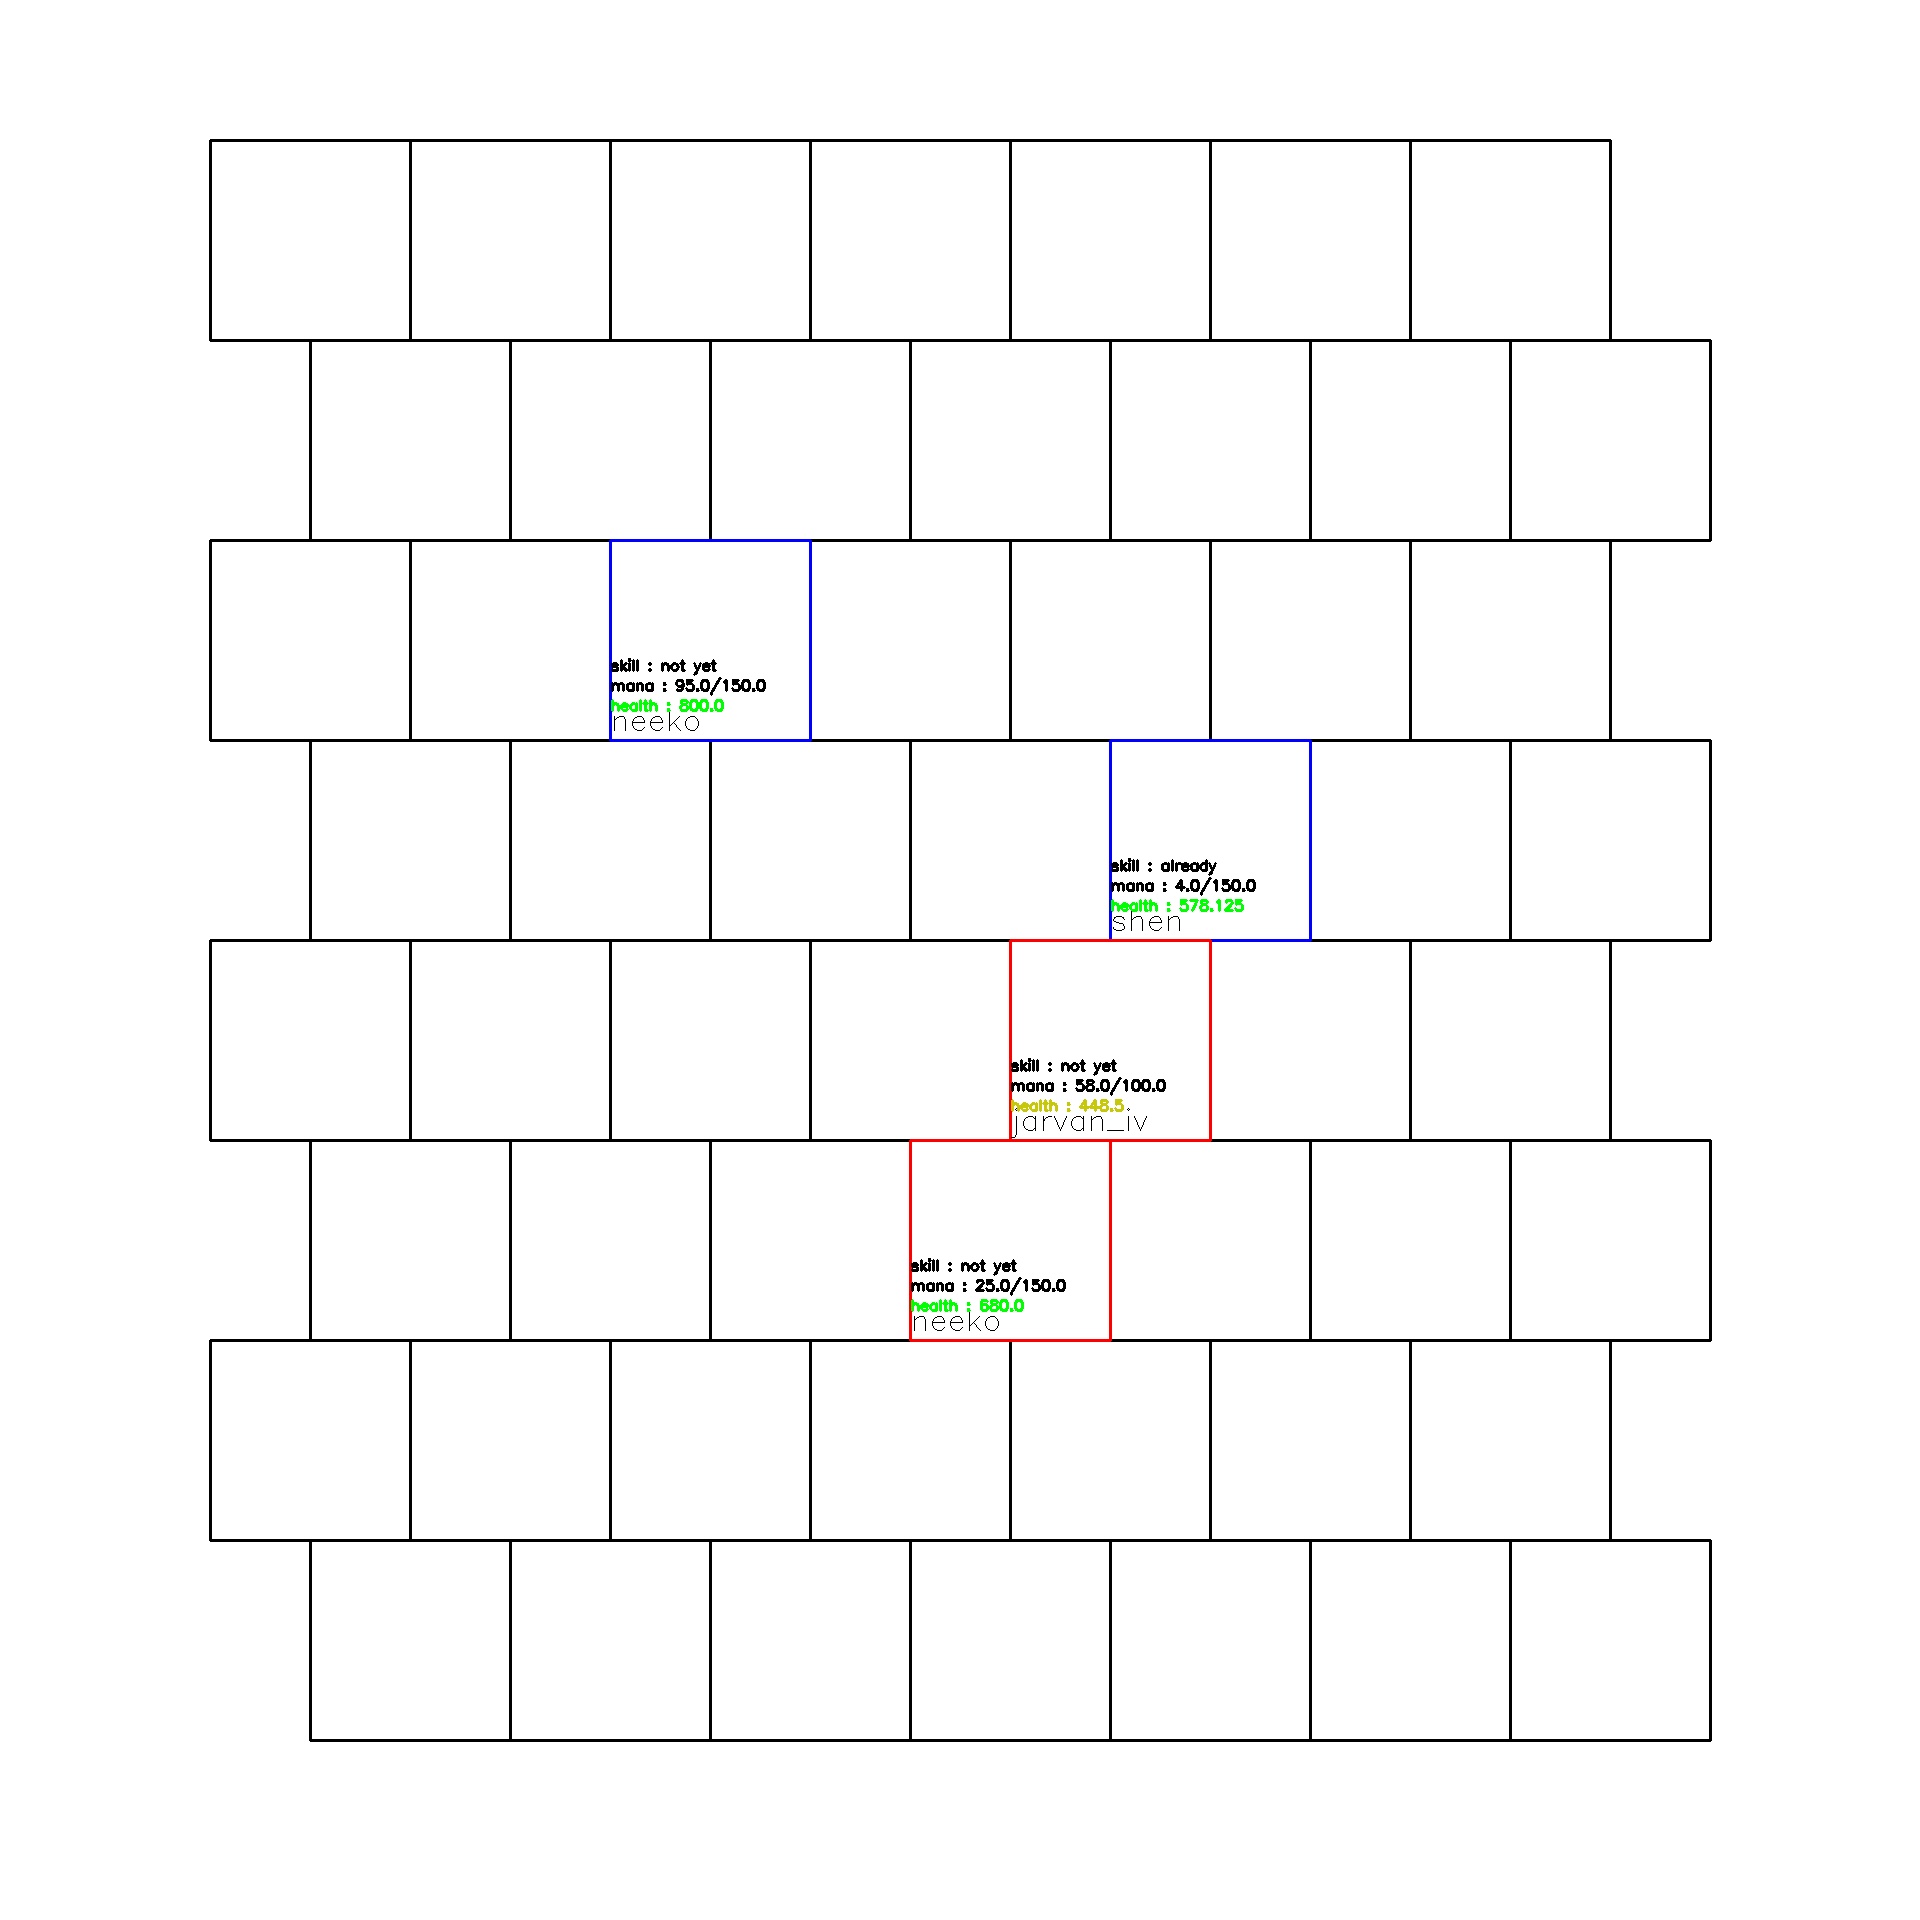 skill : not yet
mana : 95.0/150.0
health : 800.0
neeko
skill : already
mana : 4.0/150.0
health : 578.125
shen
skill : not yet
mana : 58.0/100.0
health : 448.5
jarvan_iv
skill : not yet
mana : 25.0/150.0
health : 680.0
neeko